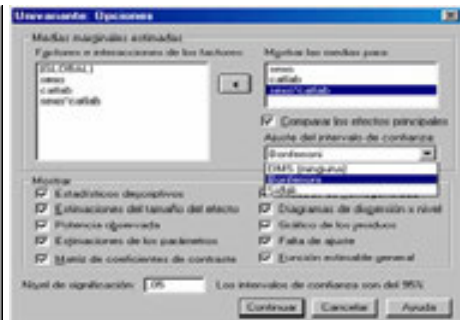 Univariante: Opciones
Medias marginales estimadas
Factores e interacciones de los factores:
(GLOBAL)
sexo
catlab
sexo*catlab
Mostrar las medias para:
sexo
catlab
sexo*catlab
Comparar los efectos principales
Ajuste del intervalo de confianza:
Bonferroni
DMS (ninguna)
Bonferroni
Sidak
Mostrar
Estadísticos descriptivos
Estimaciones del tamaño del efecto
Potencia observada
Estimaciones de los parámetros
Matriz de coeficientes de contraste
Diagramas de dispersión x nivel
Gráfico de los residuos
Falta de ajuste
Función estimable general
Nivel de significación: ,05
Los intervalos de confianza son del 95%
Continuar
Cancelar
Ayuda